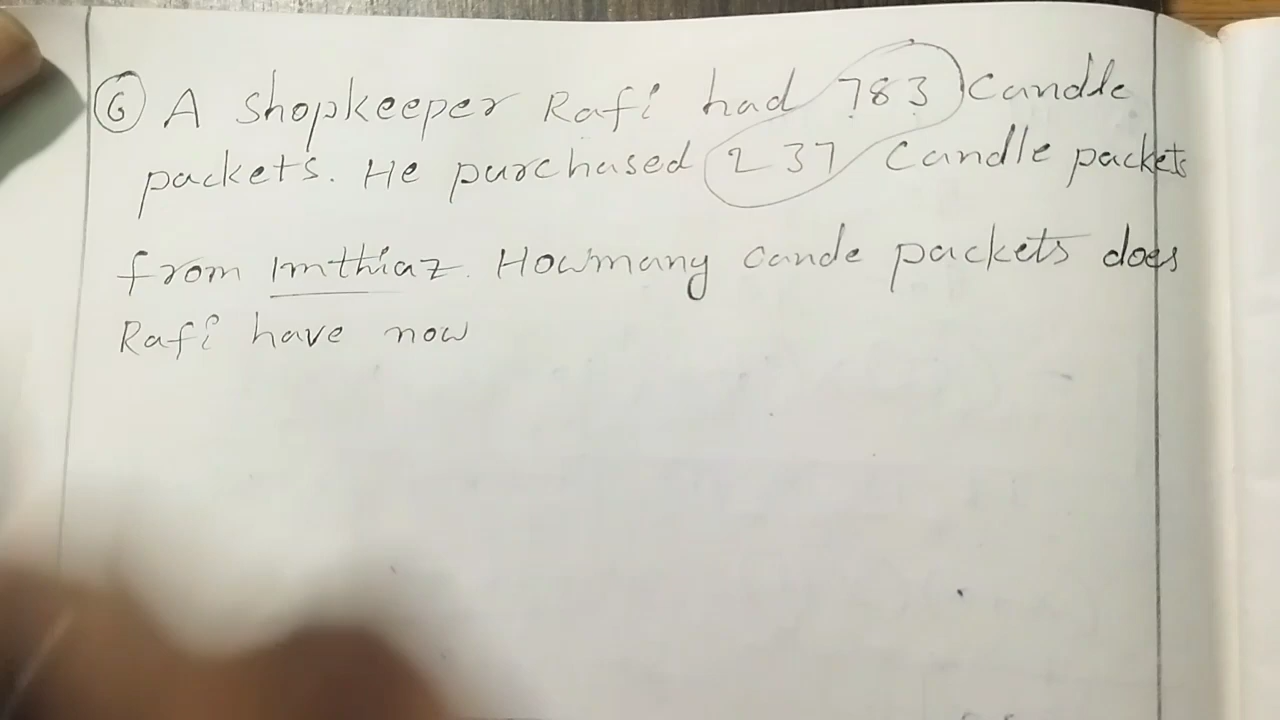 6 A shopkeeper Rafi had 783 Candle
packets. He purchased 237 Candle packets
from Imthiaz. Howmany cande packets does
Rafi have now